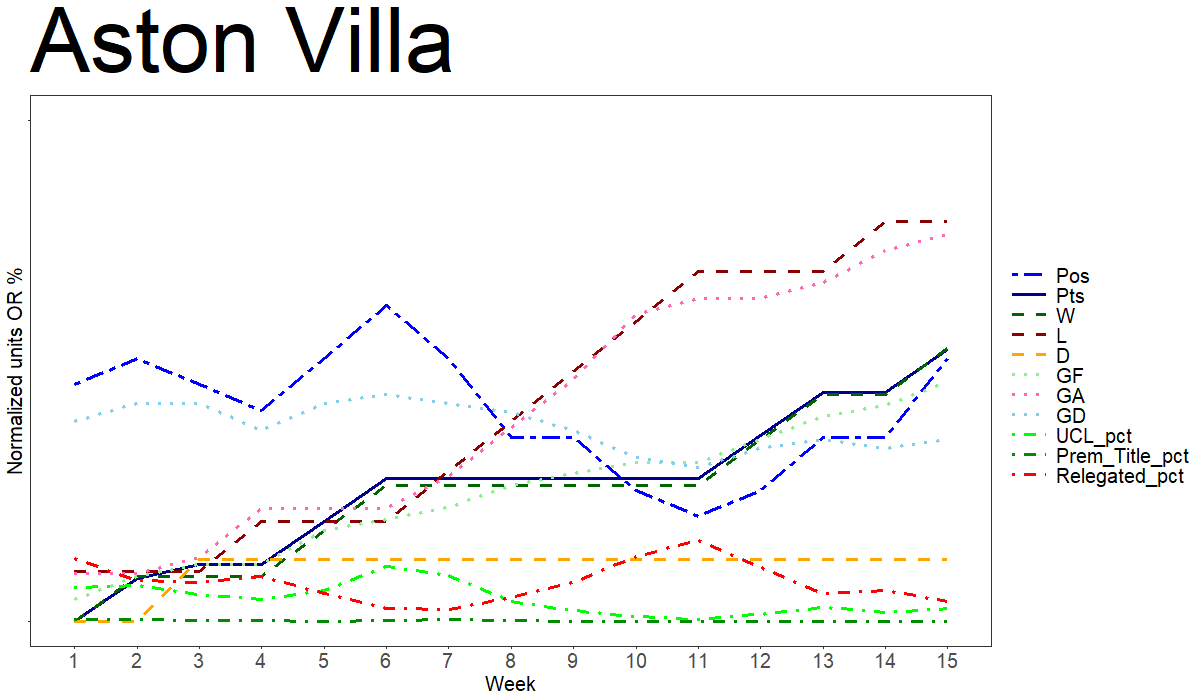 Aston Villa
Normalized units OR %
1 2 3 4 5 6 7 8 9 10 11 12 13 14 15
Week
Pos
Pts
W
L
D
GF
GA
GD
UCL_pct
Prem_Title_pct
Relegated_pct